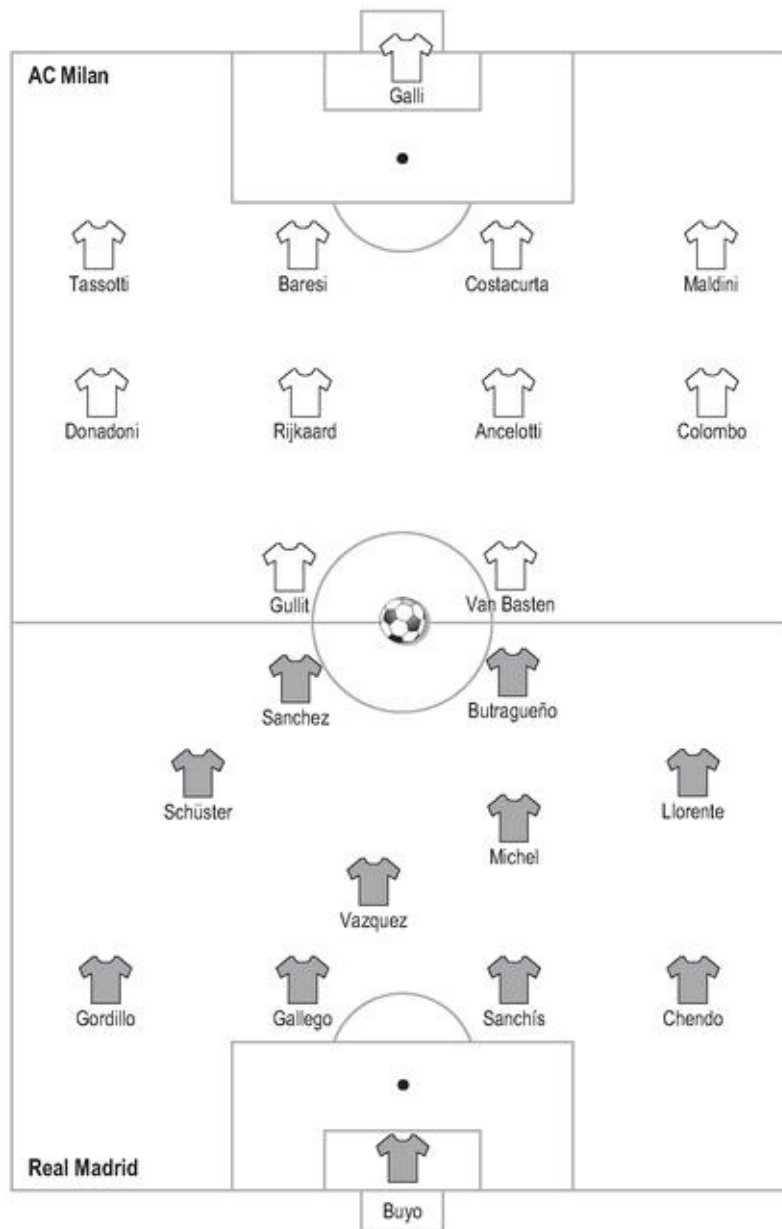 AC Milan
Galli
Tassotti Baresi Costacurta Maldini
Donadoni Rijkaard Ancelotti Colombo
Gullit Van Basten
Sanchez Butragueño
Schüster Llorente
Michel
Vazquez
Gordillo Gallego Sanchís Chendo
Real Madrid
Buyo